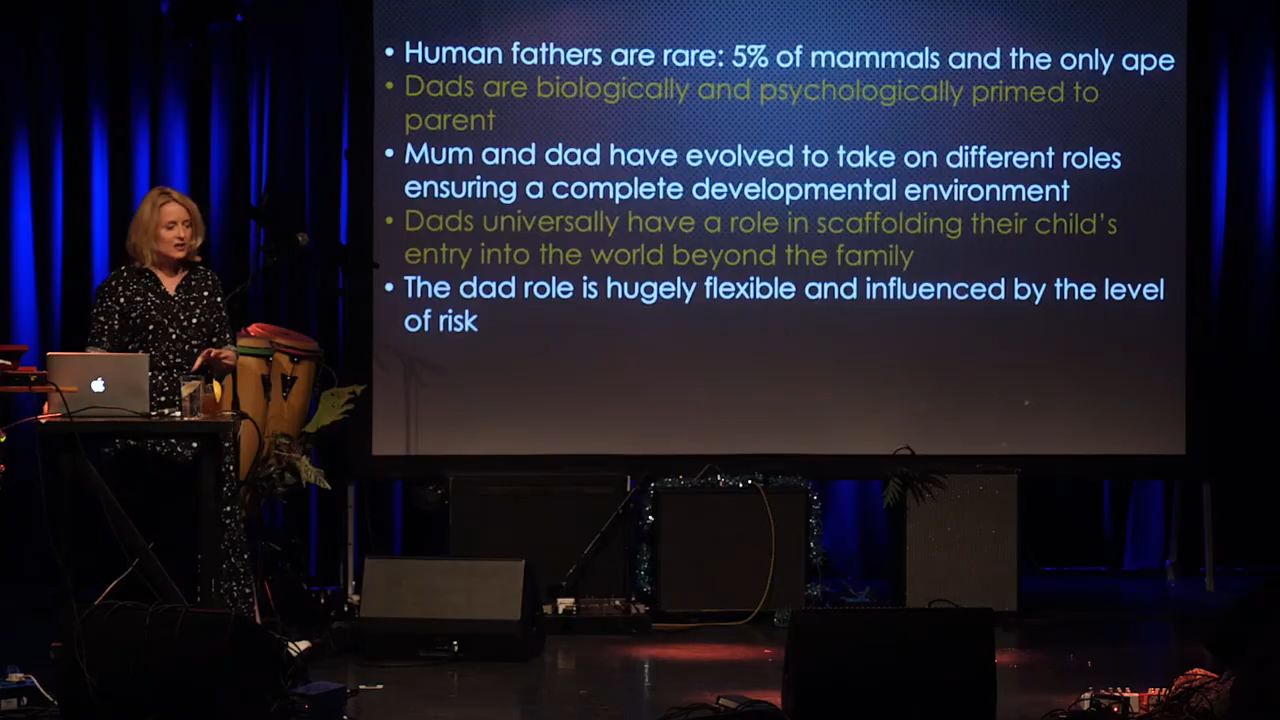 • Human fathers are rare: 5% of mammals and the only ape
• Dads are biologically and psychologically primed to
parent
• Mum and dad have evolved to take on different roles
ensuring a complete developmental environment
• Dads universally have a role in scaffolding their child's
entry into the world beyond the family
• The dad role is hugely flexible and influenced by the level
of risk